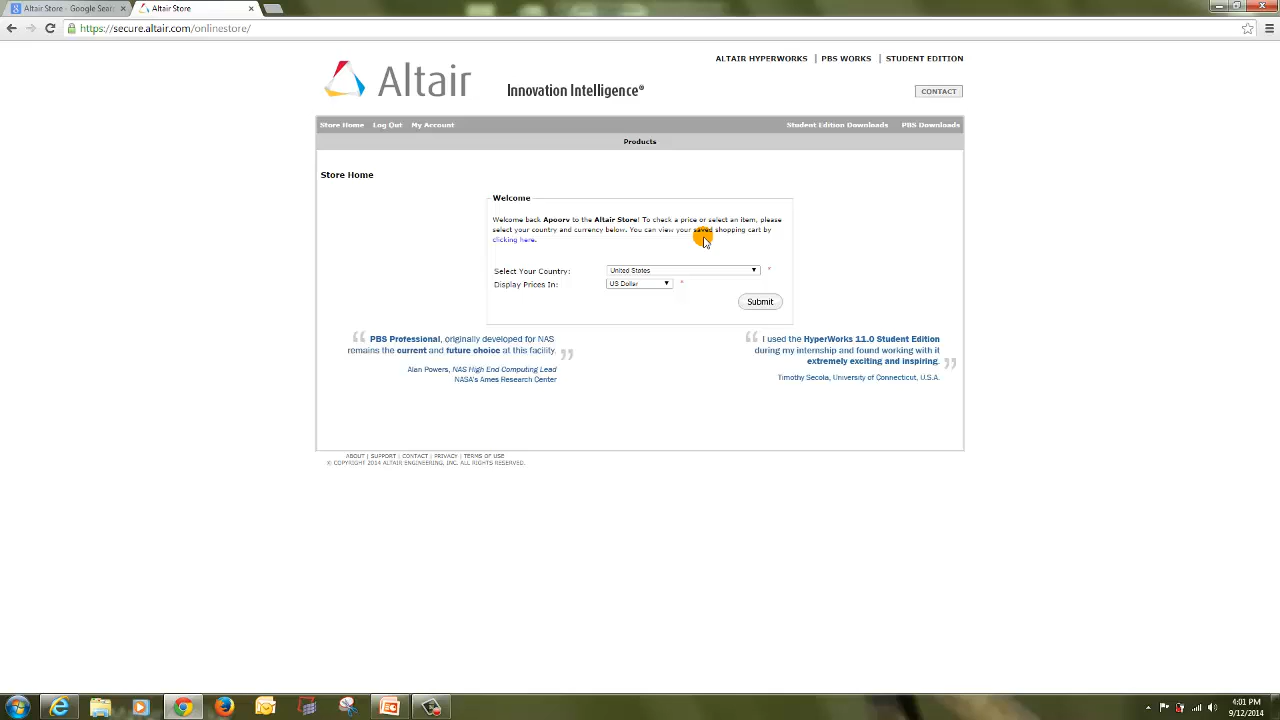 Altair Store - Google Sear
Altair Store
https://secure.altair.com/onlinestore/
ALTAIR HYPERWORKS | PBS WORKS | STUDENT EDITION
Altair
Innovation Intelligence®
CONTACT
Store Home Log Out My Account Student Edition Downloads PBS Downloads
Products
Store Home
Welcome
Welcome back Apoorv to the Altair Store! To check a price or select an item, please
select your country and currency below. You can view your saved shopping cart by
clicking here.
Select Your Country: United States *
Display Prices In: US Dollar *
Submit
“ PBS Professional, originally developed for NAS
remains the current and future choice at this facility. ”
Alan Powers, NAS High End Computing Lead
NASA's Ames Research Center
“ I used the HyperWorks 11.0 Student Edition
during my internship and found working with it
extremely exciting and inspiring. ”
Timothy Secola, University of Connecticut, U.S.A.
ABOUT | SUPPORT | CONTACT | PRIVACY | TERMS OF USE
© COPYRIGHT 2014 ALTAIR ENGINEERING, INC. ALL RIGHTS RESERVED.
4:01 PM
9/12/2014